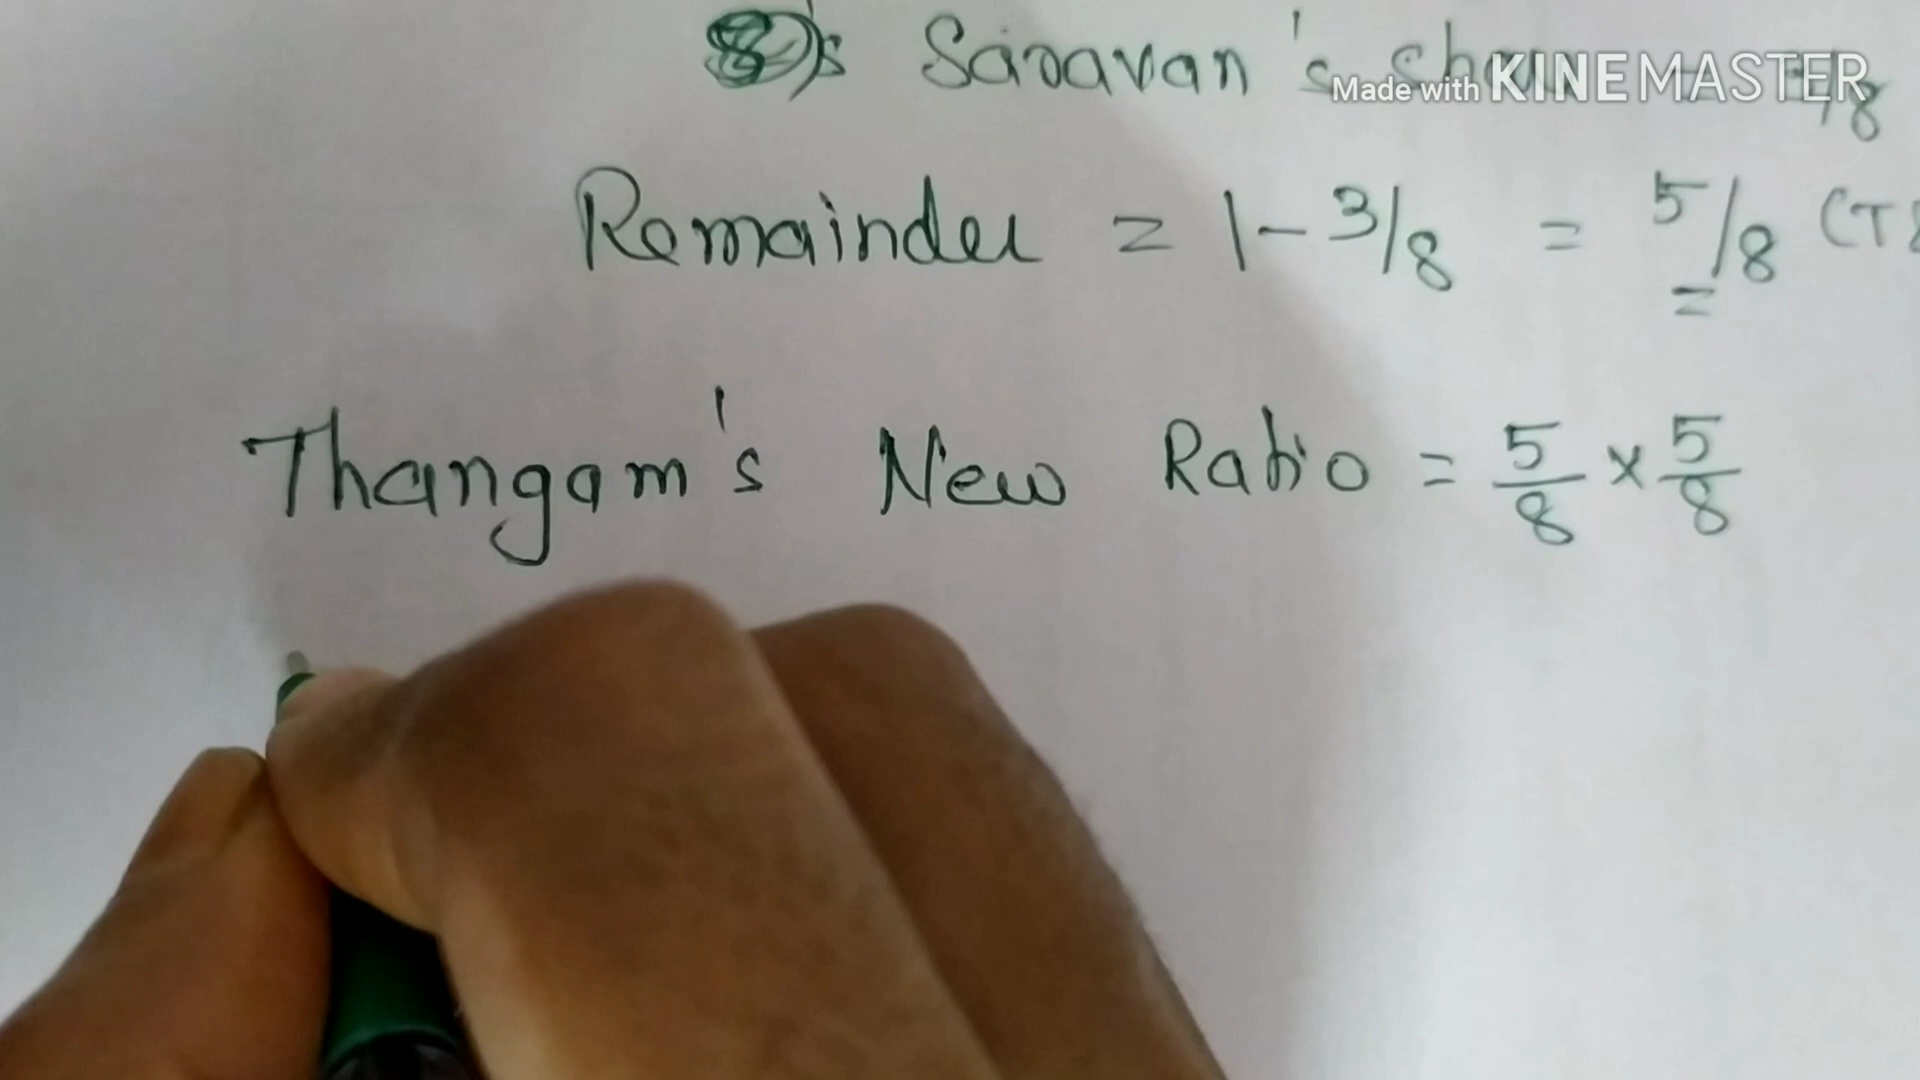 's Saravan's
Made with KINEMASTER
Remainder = 1 - 3/8 = 5/8 (T
Thangam's New Ratio = 5/8 × 5/8